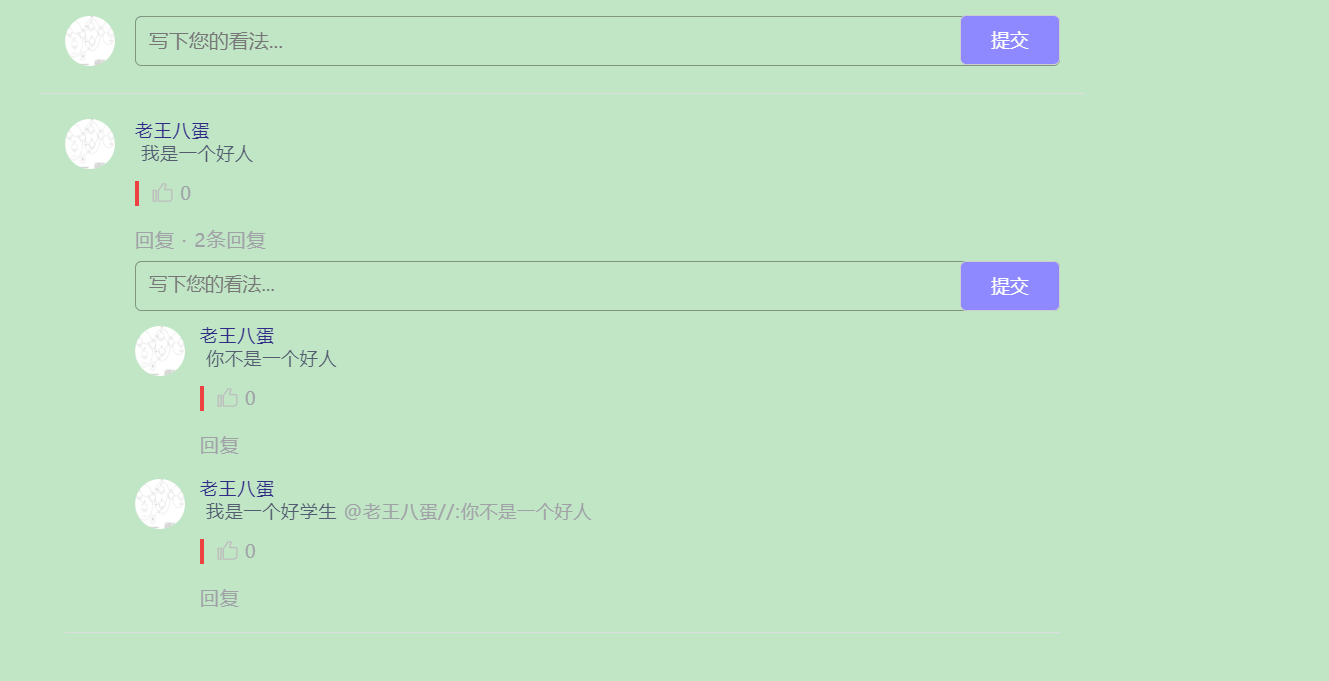 写下您的看法... 提交
老王八蛋
我是一个好人
0
回复 · 2条回复
写下您的看法... 提交
老王八蛋
你不是一个好人
0
回复
老王八蛋
我是一个好学生 @老王八蛋//:你不是一个好人
0
回复